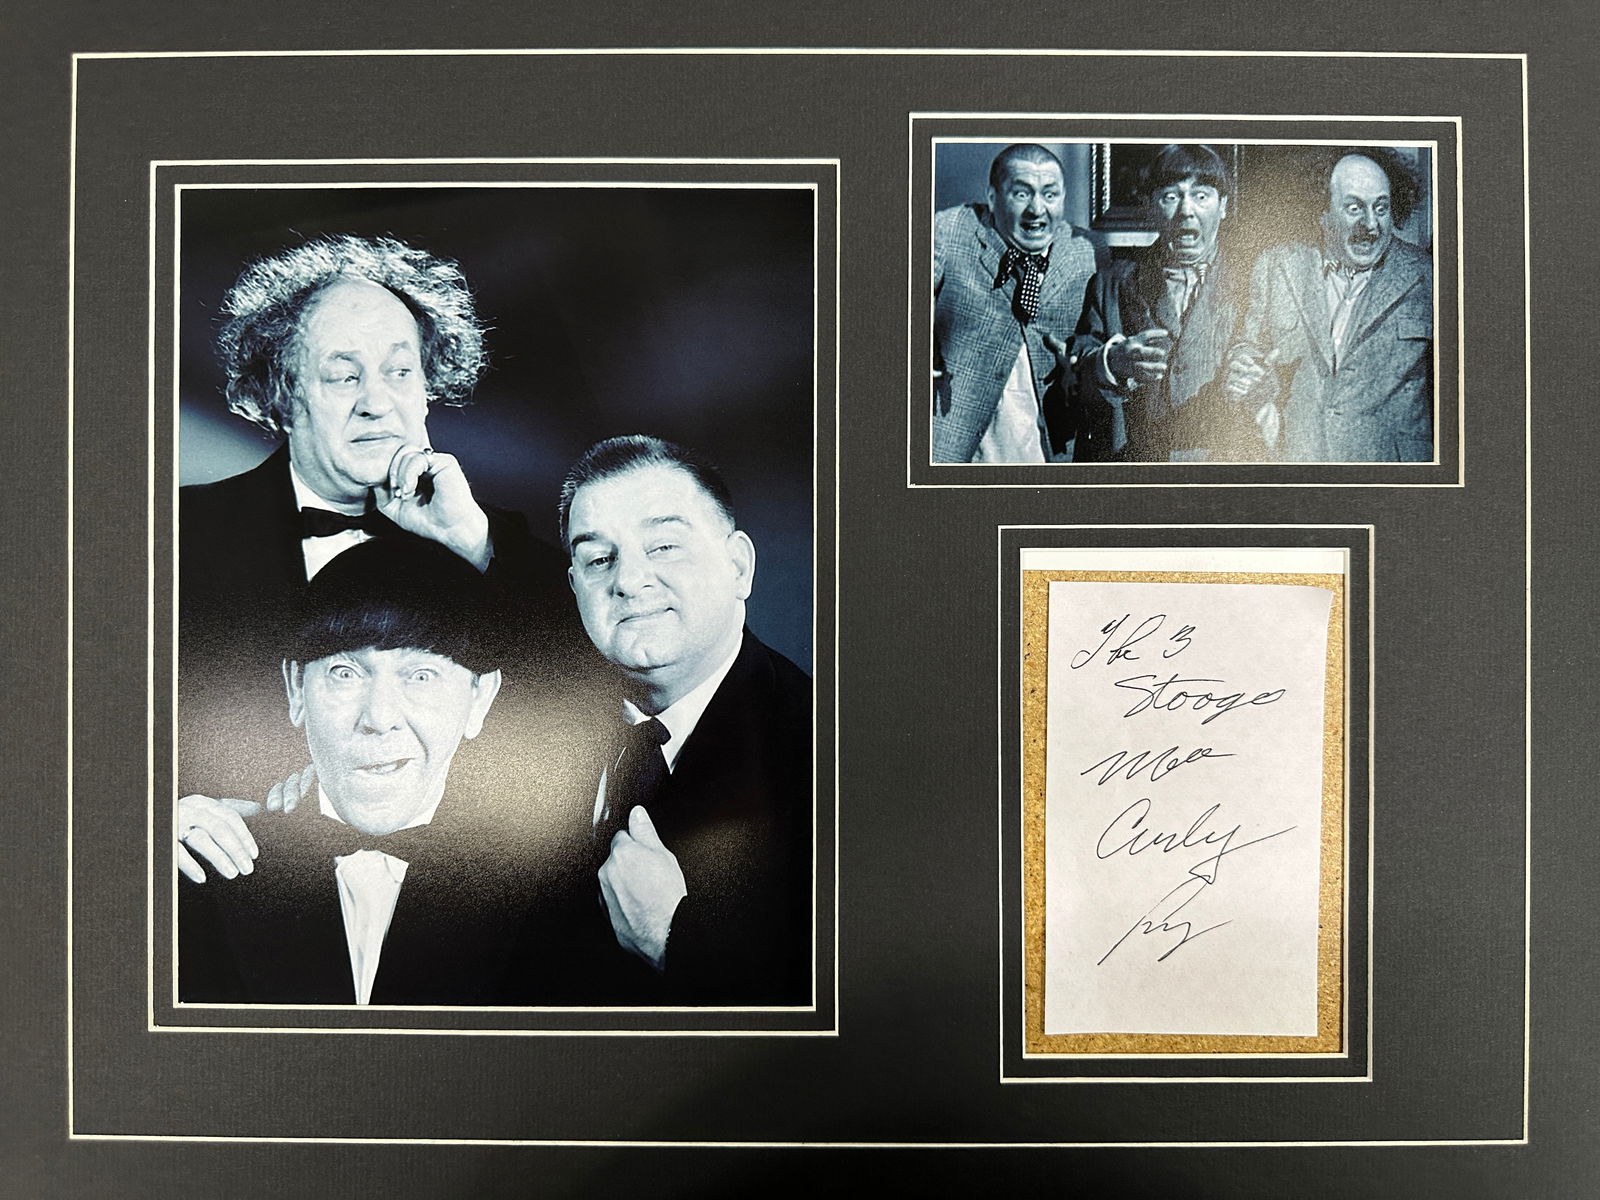 The 3
Stooges
Moe
Curly